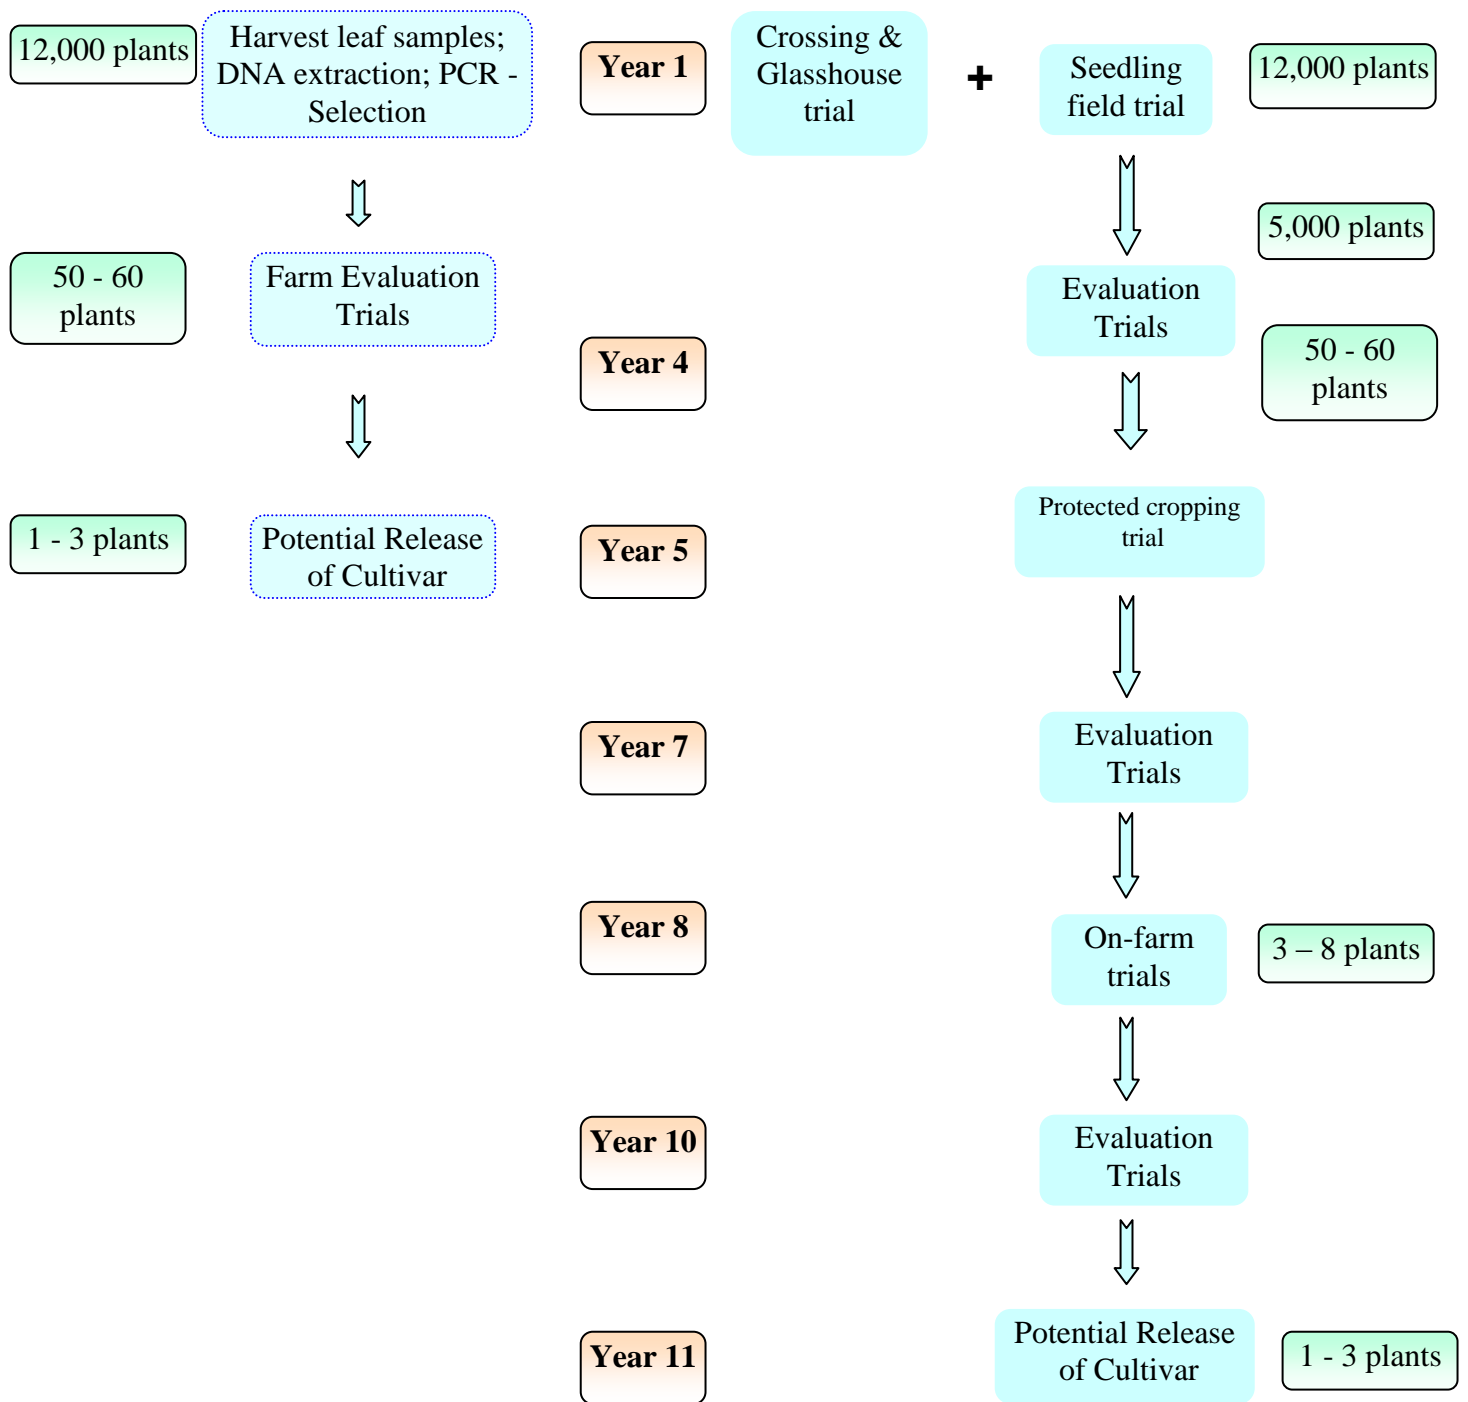 12,000 plants
Harvest leaf samples;
DNA extraction; PCR -
Selection
Year 1
Crossing &
Glasshouse
trial
+
Seedling
field trial
12,000 plants
5,000 plants
50 - 60
plants
Farm Evaluation
Trials
Evaluation
Trials
Year 4
50 - 60
plants
1 - 3 plants
Potential Release
of Cultivar
Year 5
Protected cropping
trial
Year 7
Evaluation
Trials
Year 8
On-farm
trials
3 – 8 plants
Year 10
Evaluation
Trials
Year 11
Potential Release
of Cultivar
1 - 3 plants